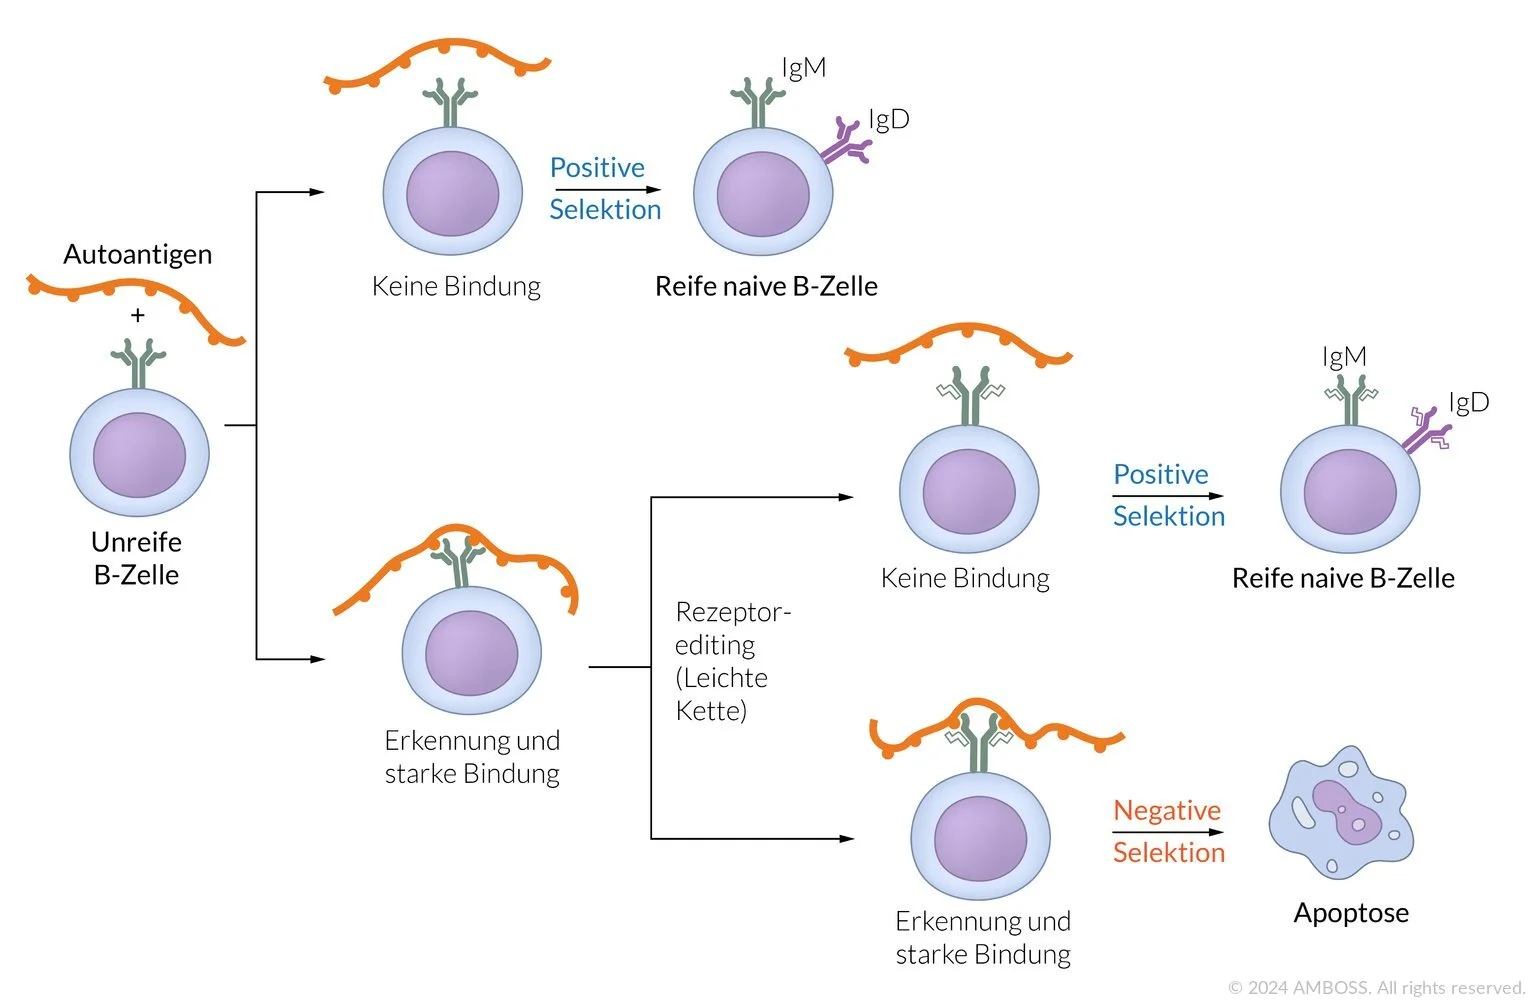 IgM
IgD
Positive
Selektion
Keine Bindung
Reife naive B-Zelle
Autoantigen
+
Unreife
B-Zelle
Erkennung und
starke Bindung
Rezeptor-
editing
(Leichte
Kette)
Keine Bindung
Positive
Selektion
IgM
IgD
Reife naive B-Zelle
Erkennung und
starke Bindung
Negative
Selektion
Apoptose
© 2024 AMBOSS. All rights reserved.